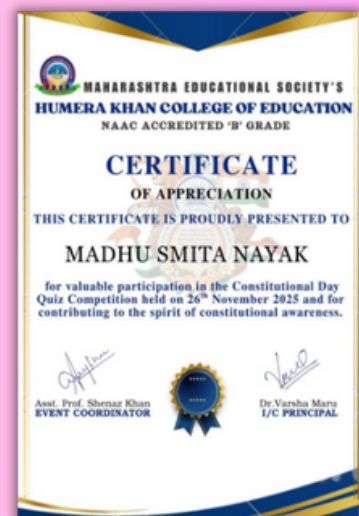 MAHARASHTRA EDUCATIONAL SOCIETY'S
HUMERA KHAN COLLEGE OF EDUCATION
NAAC ACCREDITED 'B' GRADE
CERTIFICATE
OF APPRECIATION
THIS CERTIFICATE IS PROUDLY PRESENTED TO
MADHU SMITA NAYAK
for valuable participation in the Constitutional Day
Quiz Competition held on 26th November 2025 and for
contributing to the spirit of constitutional awareness.
Asst. Prof. Shenaz Khan
EVENT COORDINATOR
Dr.Varsha Maru
I/C PRINCIPAL